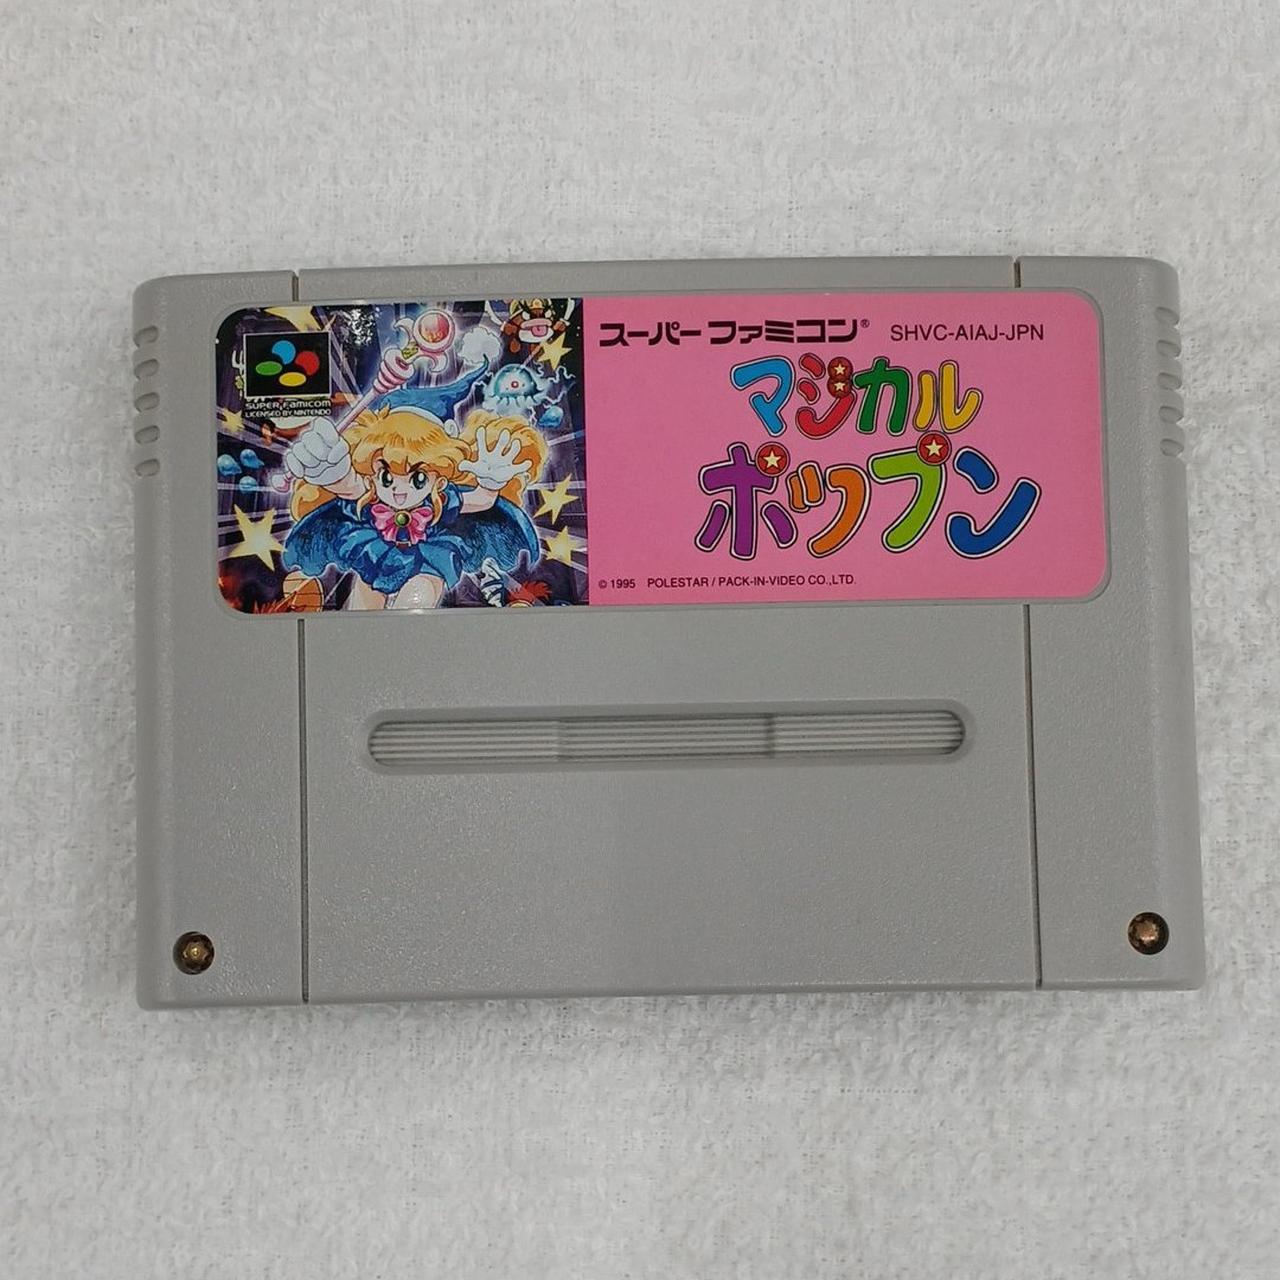 SUPER FAMICOM
LICENSED BY NINTENDO
スーパーファミコン® SHVC-AIAJ-JPN
マジカル
ポップン
© 1995 POLESTAR / PACK-IN-VIDEO CO.,LTD.